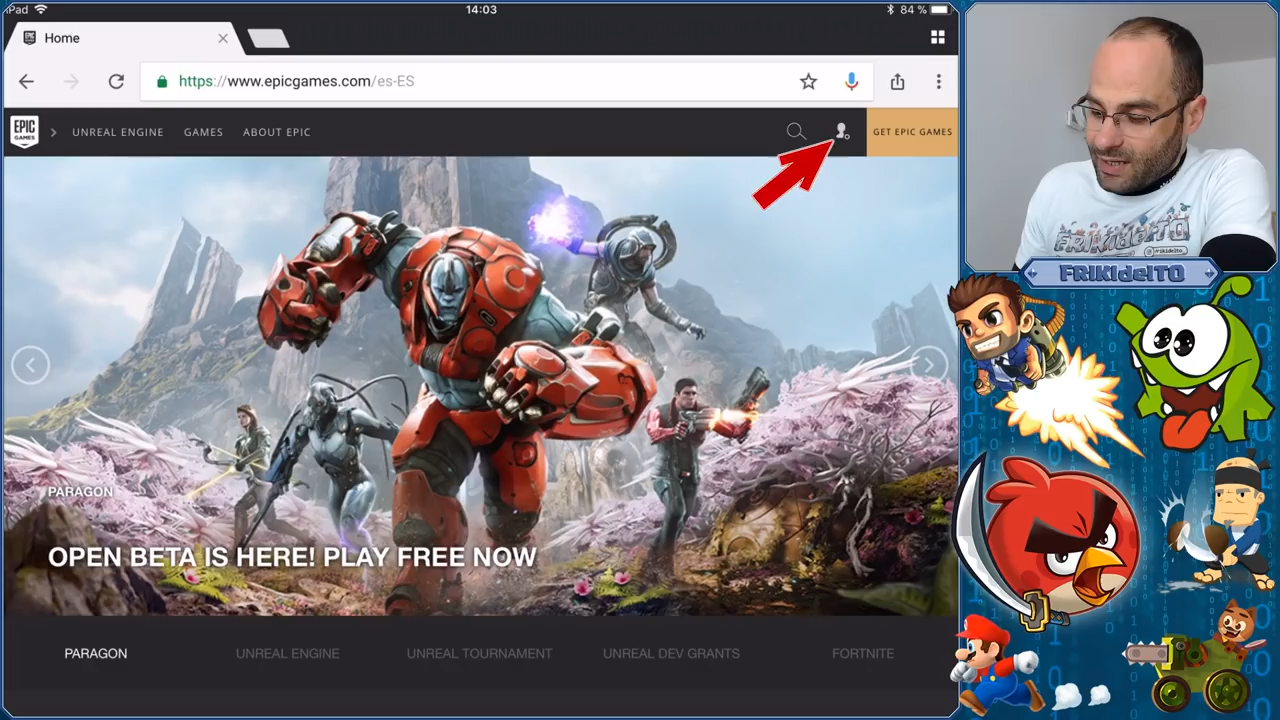 iPad 14:03 84 %
Home
https://www.epicgames.com/es-ES
EPIC GAMES UNREAL ENGINE GAMES ABOUT EPIC GET EPIC GAMES
PARAGON
OPEN BETA IS HERE! PLAY FREE NOW
PARAGON UNREAL ENGINE UNREAL TOURNAMENT UNREAL DEV GRANTS FORTNITE
FRIKIdelTO
@frikidelto_
FRIKIdelTO